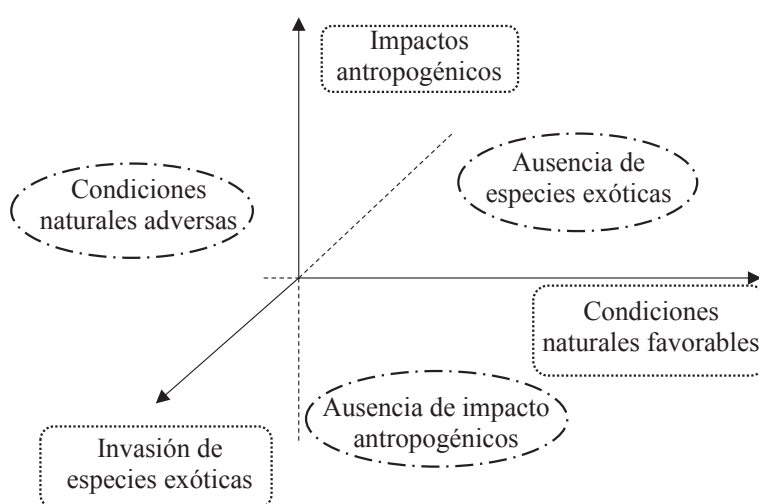 Impactos
antropogénicos
Ausencia de
especies exóticas
Condiciones
naturales adversas
Condiciones
naturales favorables
Ausencia de impacto
antropogénicos
Invasión de
especies exóticas